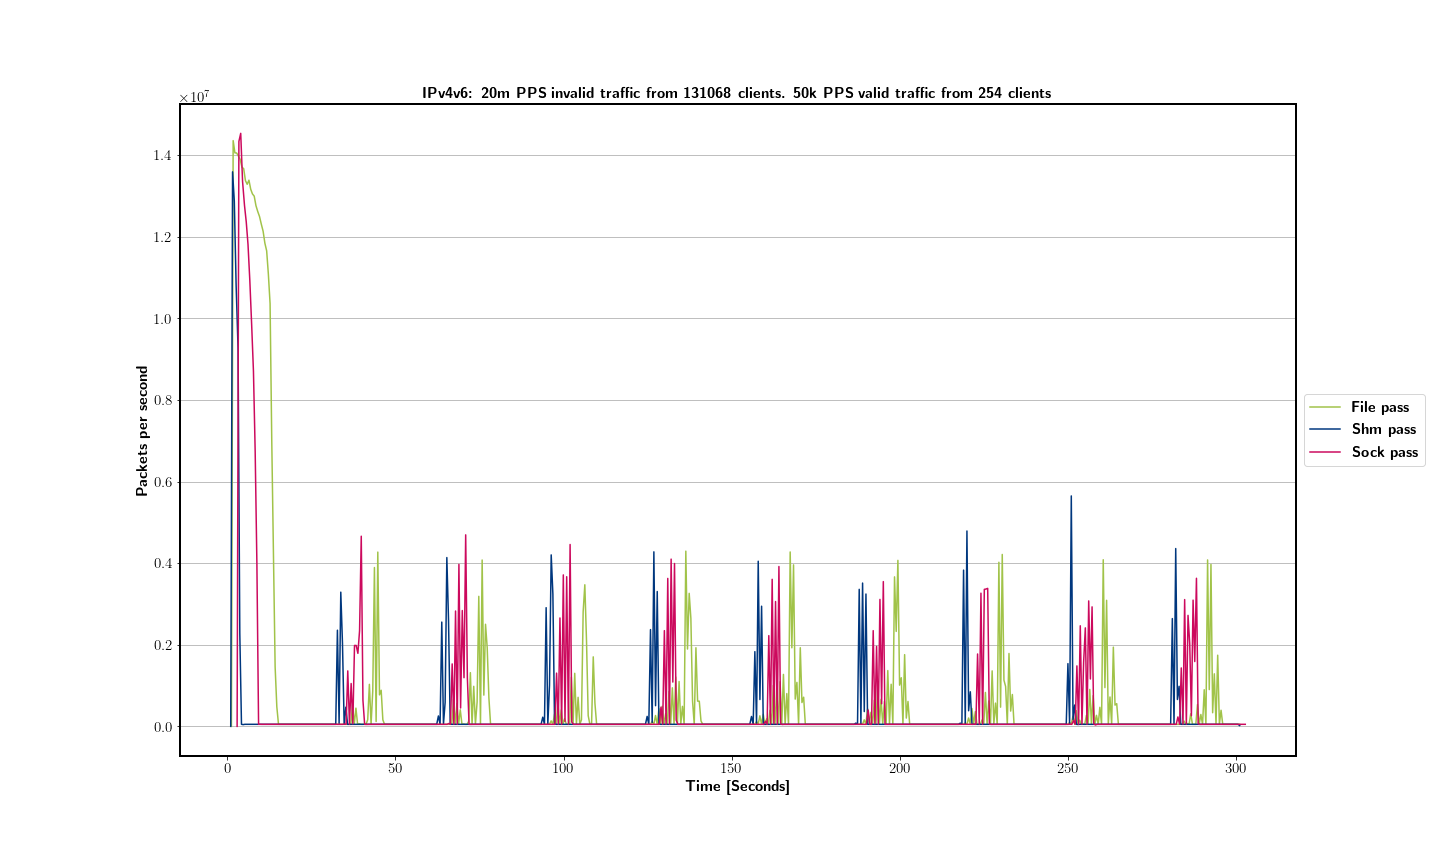 IPv4v6: 20m PPS invalid traffic from 131068 clients. 50k PPS valid traffic from 254 clients
×10⁷
1.4
1.2
1.0
0.8
0.6
0.4
0.2
0.0
Packets per second
0 50 100 150 200 250 300
Time [Seconds]
File pass
Shm pass
Sock pass